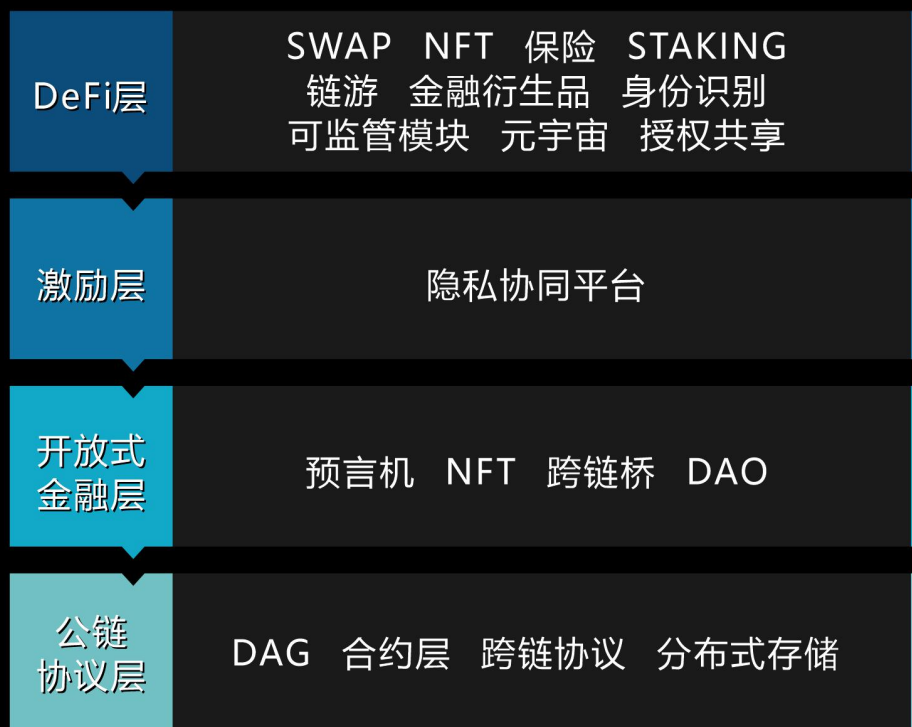 DeFi层
SWAP NFT 保险 STAKING
链游 金融衍生品 身份识别
可监管模块 元宇宙 授权共享
激励层
隐私协同平台
开放式
金融层
预言机 NFT 跨链桥 DAO
公链
协议层
DAG 合约层 跨链协议 分布式存储